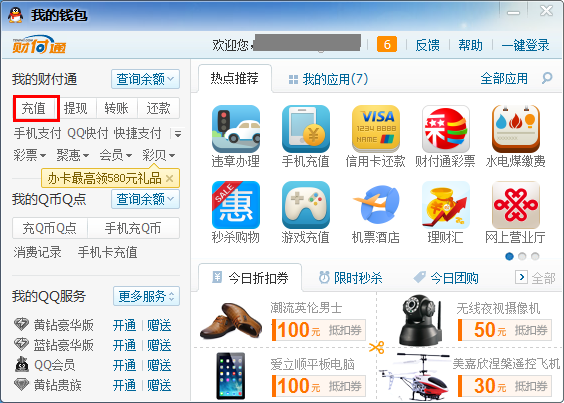 我的钱包
财付通
欢迎您
6
反馈
帮助
一键登录
我的财付通
查询余额
充值
提现
转账
还款
手机支付 QQ快付 快捷支付
彩票
聚惠
会员
彩贝
办卡最高领580元礼品
我的Q币Q点
查询余额
充Q币Q点
手机充Q币
消费记录
手机卡充值
我的QQ服务
更多服务
黄钻豪华版 开通 赠送
蓝钻豪华版 开通 赠送
QQ会员 开通 赠送
黄钻贵族 开通 赠送
热点推荐
我的应用(7)
全部应用
违章办理
手机充值
VISA
1234 8880
NAME
信用卡还款
财付通彩票
水电煤缴费
SALE
惠
秒杀购物
游戏充值
机票酒店
理财汇
网上营业厅
今日折扣券
限时秒杀
今日团购
全部
潮流英伦男士
100元 抵扣券
无线夜视摄像机
50元 抵扣券
爱立顺平板电脑
100元 抵扣券
美嘉欣涅槃遥控飞机
30元 抵扣券